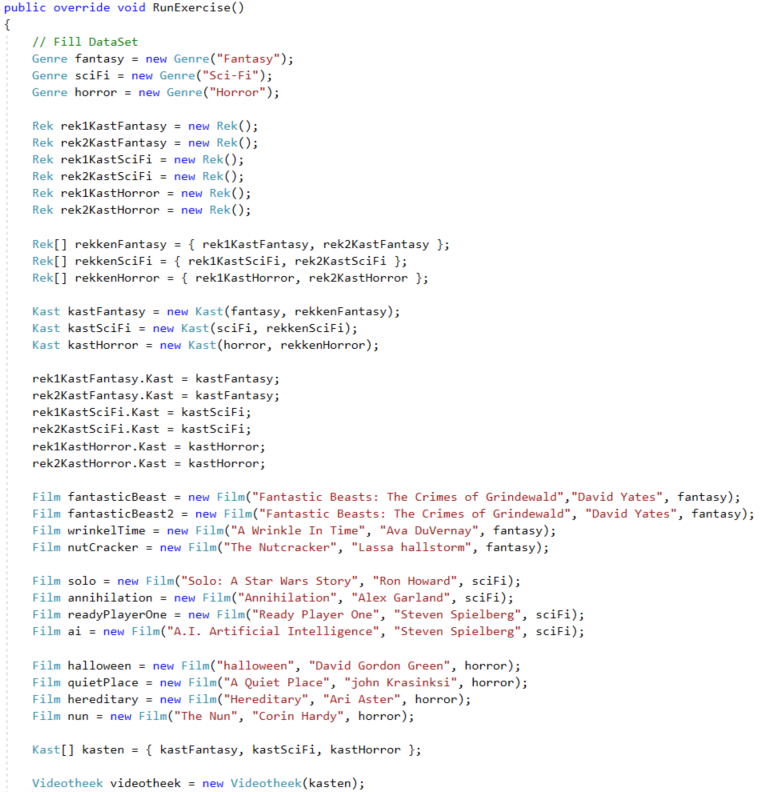 public override void RunExercise()
{
// Fill DataSet
Genre fantasy = new Genre("Fantasy");
Genre sciFi = new Genre("Sci-Fi");
Genre horror = new Genre("Horror");
Rek rek1KastFantasy = new Rek();
Rek rek2KastFantasy = new Rek();
Rek rek1KastSciFi = new Rek();
Rek rek2KastSciFi = new Rek();
Rek rek1KastHorror = new Rek();
Rek rek2KastHorror = new Rek();
Rek[] rekkenFantasy = { rek1KastFantasy, rek2KastFantasy };
Rek[] rekkenSciFi = { rek1KastSciFi, rek2KastSciFi };
Rek[] rekkenHorror = { rek1KastHorror, rek2KastHorror };
Kast kastFantasy = new Kast(fantasy, rekkenFantasy);
Kast kastSciFi = new Kast(sciFi, rekkenSciFi);
Kast kastHorror = new Kast(horror, rekkenHorror);
rek1KastFantasy.Kast = kastFantasy;
rek2KastFantasy.Kast = kastFantasy;
rek1KastSciFi.Kast = kastSciFi;
rek2KastSciFi.Kast = kastSciFi;
rek1KastHorror.Kast = kastHorror;
rek2KastHorror.Kast = kastHorror;
Film fantasticBeast = new Film("Fantastic Beasts: The Crimes of Grindewald","David Yates", fantasy);
Film fantasticBeast2 = new Film("Fantastic Beasts: The Crimes of Grindewald", "David Yates", fantasy);
Film wrinkelTime = new Film("A Wrinkle In Time", "Ava DuVernay", fantasy);
Film nutCracker = new Film("The Nutcracker", "Lassa hallstorm", fantasy);
Film solo = new Film("Solo: A Star Wars Story", "Ron Howard", sciFi);
Film annihilation = new Film("Annihilation", "Alex Garland", sciFi);
Film readyPlayerOne = new Film("Ready Player One", "Steven Spielberg", sciFi);
Film ai = new Film("A.I. Artificial Intelligence", "Steven Spielberg", sciFi);
Film halloween = new Film("halloween", "David Gordon Green", horror);
Film quietPlace = new Film("A Quiet Place", "john Krasinksi", horror);
Film hereditary = new Film("Hereditary", "Ari Aster", horror);
Film nun = new Film("The Nun", "Corin Hardy", horror);
Kast[] kasten = { kastFantasy, kastSciFi, kastHorror };
Videotheek videotheek = new Videotheek(kasten);